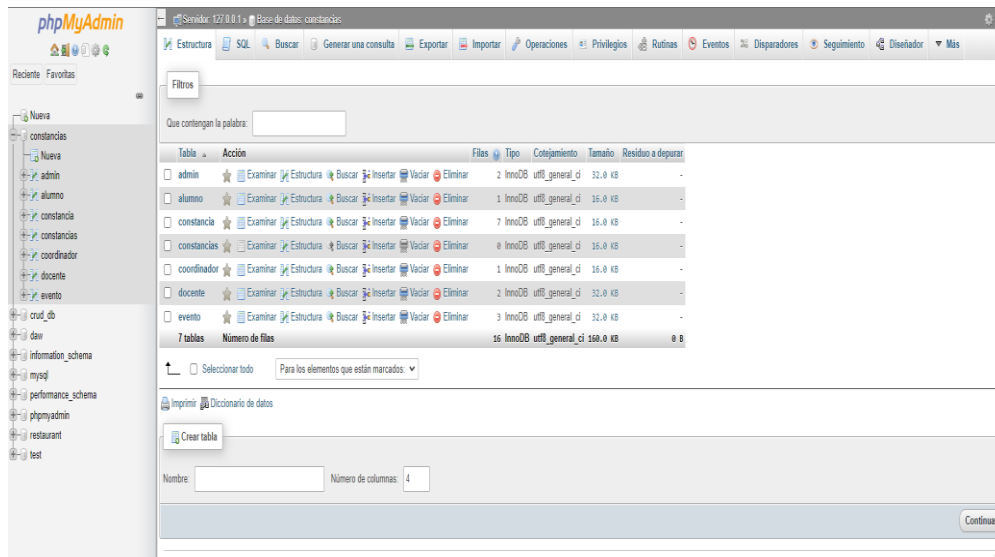 phpMyAdmin
Reciente Favoritas
Nueva
constancias
Nueva
admin
alumno
constancia
constancias
coordinador
docente
evento
crud_db
daw
information_schema
mysql
performance_schema
phpmyadmin
restaurant
test
Servidor: 127.0.0.1 » Base de datos: constancias
Estructura SQL Buscar Generar una consulta Exportar Importar Operaciones Privilegios Rutinas Eventos Disparadores Seguimiento Diseñador Más
Filtros
Que contengan la palabra:
Tabla Acción Filas Tipo Cotejamiento Tamaño Residuo a depurar
admin Examinar Estructura Buscar Insertar Vaciar Eliminar 2 InnoDB utf8_general_ci 32.0 KB -
alumno Examinar Estructura Buscar Insertar Vaciar Eliminar 1 InnoDB utf8_general_ci 16.0 KB -
constancia Examinar Estructura Buscar Insertar Vaciar Eliminar 7 InnoDB utf8_general_ci 16.0 KB -
constancias Examinar Estructura Buscar Insertar Vaciar Eliminar 0 InnoDB utf8_general_ci 16.0 KB -
coordinador Examinar Estructura Buscar Insertar Vaciar Eliminar 1 InnoDB utf8_general_ci 16.0 KB -
docente Examinar Estructura Buscar Insertar Vaciar Eliminar 2 InnoDB utf8_general_ci 32.0 KB -
evento Examinar Estructura Buscar Insertar Vaciar Eliminar 3 InnoDB utf8_general_ci 32.0 KB -
7 tablas Número de filas 16 InnoDB utf8_general_ci 160.0 KB 0 B
Seleccionar todo Para los elementos que están marcados:
Imprimir Diccionario de datos
Crear tabla
Nombre: Número de columnas: 4
Continua